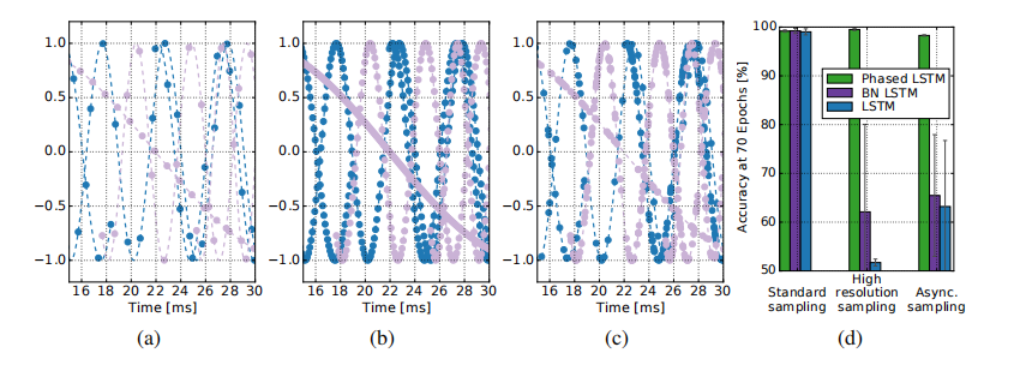 1.0
0.5
0.0
−0.5
−1.0
16 18 20 22 24 26 28 30
Time [ms]
(a)
1.0
0.5
0.0
−0.5
−1.0
16 18 20 22 24 26 28 30
Time [ms]
(b)
1.0
0.5
0.0
−0.5
−1.0
16 18 20 22 24 26 28 30
Time [ms]
(c)
Accuracy at 70 Epochs [%]
100
90
80
70
60
50
Phased LSTM
BN LSTM
LSTM
Standard
sampling
High
resolution
sampling
Async.
sampling
(d)